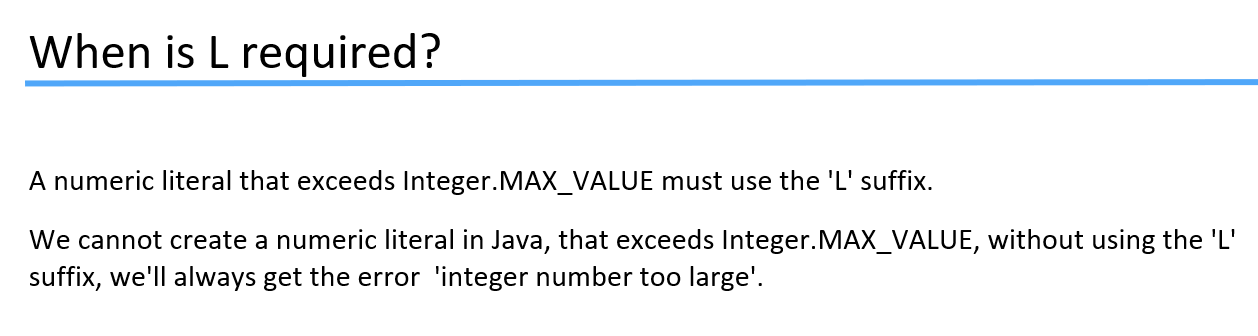 When is L required?
A numeric literal that exceeds Integer.MAX_VALUE must use the 'L' suffix.
We cannot create a numeric literal in Java, that exceeds Integer.MAX_VALUE, without using the 'L'
suffix, we'll always get the error  'integer number too large'.